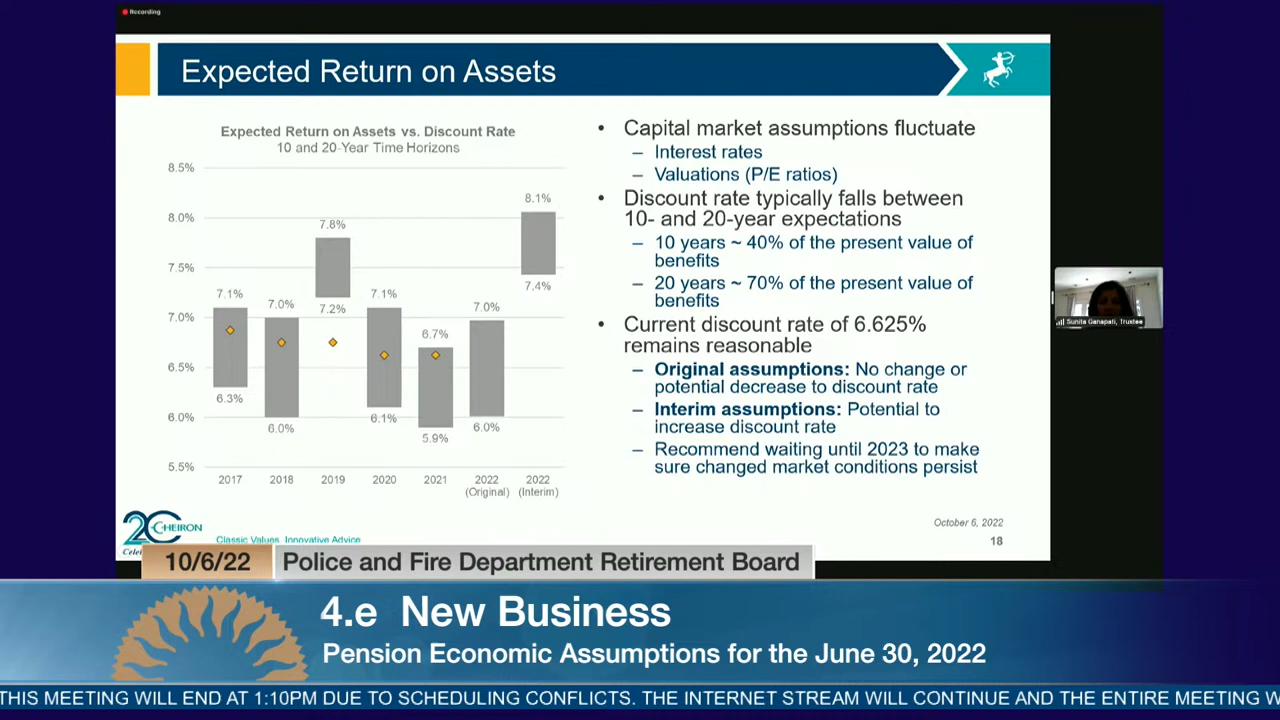 Recording
Expected Return on Assets
Expected Return on Assets vs. Discount Rate
10 and 20-Year Time Horizons
8.5%
8.0%
7.5%
7.0%
6.5%
6.0%
5.5%
7.1%
6.3%
7.0%
6.0%
7.8%
7.2%
7.1%
6.1%
6.7%
5.9%
7.0%
6.0%
8.1%
7.4%
2017
2018
2019
2020
2021
2022
(Original)
2022
(Interim)
• Capital market assumptions fluctuate
– Interest rates
– Valuations (P/E ratios)
• Discount rate typically falls between
10- and 20-year expectations
– 10 years ~ 40% of the present value of
benefits
– 20 years ~ 70% of the present value of
benefits
• Current discount rate of 6.625%
remains reasonable
– Original assumptions: No change or
potential decrease to discount rate
– Interim assumptions: Potential to
increase discount rate
– Recommend waiting until 2023 to make
sure changed market conditions persist
Sunita Ganapati, Trustee
October 6, 2022
18
CHEIRON
Classic Values, Innovative Advice
10/6/22
Police and Fire Department Retirement Board
4.e New Business
Pension Economic Assumptions for the June 30, 2022
THIS MEETING WILL END AT 1:10PM DUE TO SCHEDULING CONFLICTS. THE INTERNET STREAM WILL CONTINUE AND THE ENTIRE MEETING W